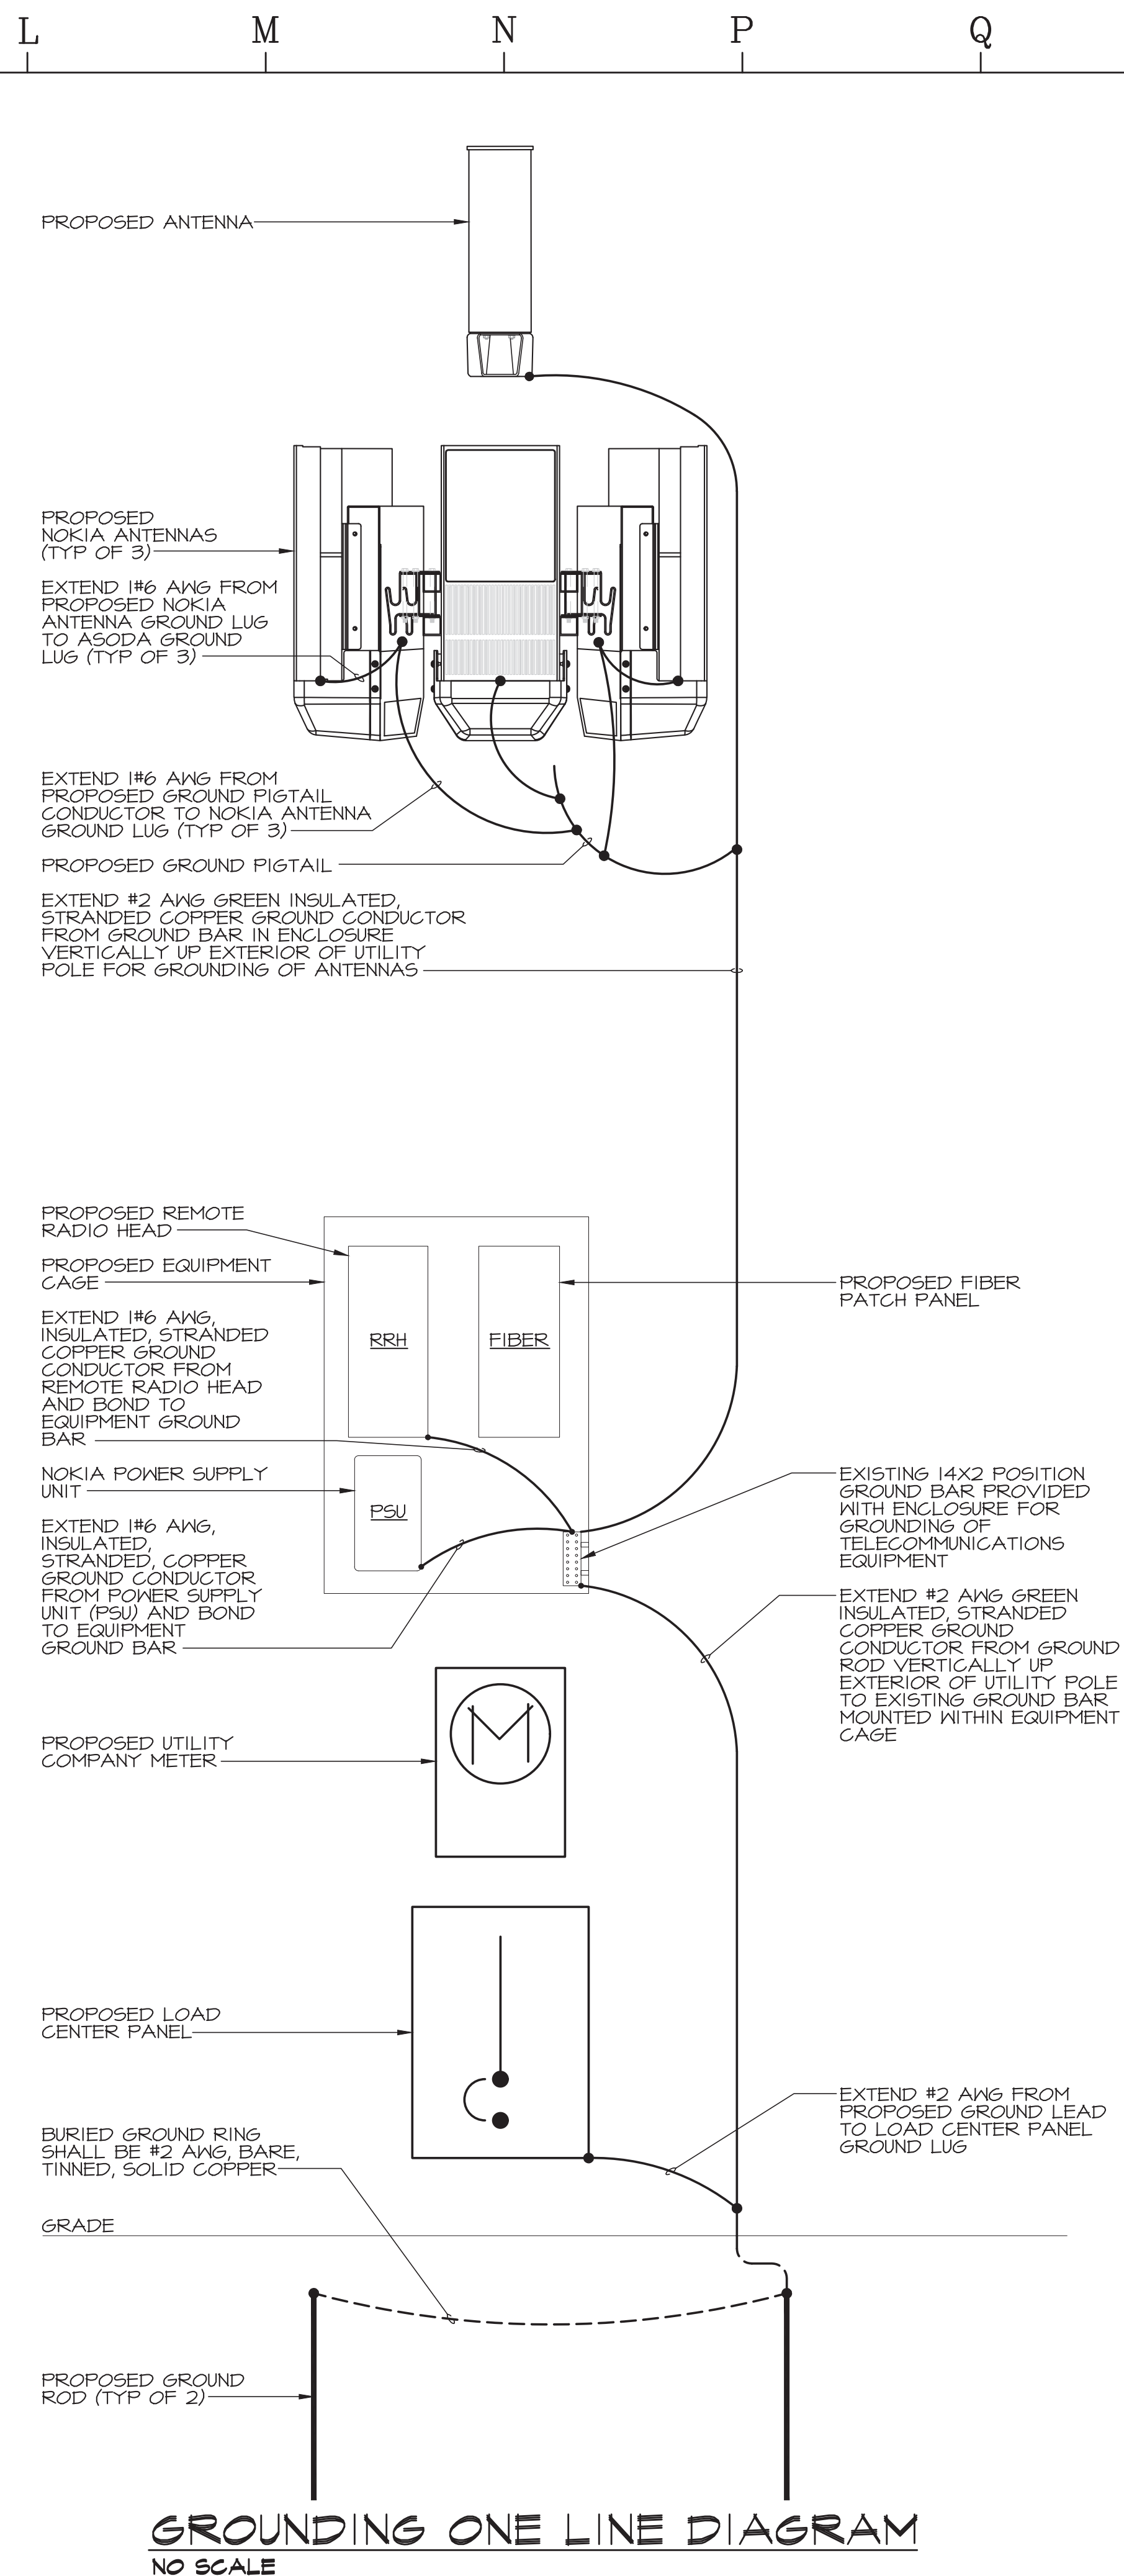 L M N P Q
PROPOSED ANTENNA
PROPOSED
NOKIA ANTENNAS
(TYP OF 3)
EXTEND 1#6 AWG FROM
PROPOSED NOKIA
ANTENNA GROUND LUG
TO ASODA GROUND
LUG (TYP OF 3)
EXTEND 1#6 AWG FROM
PROPOSED GROUND PIGTAIL
CONDUCTOR TO NOKIA ANTENNA
GROUND LUG (TYP OF 3)
PROPOSED GROUND PIGTAIL
EXTEND #2 AWG GREEN INSULATED,
STRANDED COPPER GROUND CONDUCTOR
FROM GROUND BAR IN ENCLOSURE
VERTICALLY UP EXTERIOR OF UTILITY
POLE FOR GROUNDING OF ANTENNAS
PROPOSED REMOTE
RADIO HEAD
PROPOSED EQUIPMENT
CAGE
EXTEND 1#6 AWG,
INSULATED, STRANDED
COPPER GROUND
CONDUCTOR FROM
REMOTE RADIO HEAD
AND BOND TO
EQUIPMENT GROUND
BAR
NOKIA POWER SUPPLY
UNIT
EXTEND 1#6 AWG,
INSULATED,
STRANDED, COPPER
GROUND CONDUCTOR
FROM POWER SUPPLY
UNIT (PSU) AND BOND
TO EQUIPMENT
GROUND BAR
RRH
FIBER
PSU
PROPOSED FIBER
PATCH PANEL
EXISTING 14X2 POSITION
GROUND BAR PROVIDED
WITH ENCLOSURE FOR
GROUNDING OF
TELECOMMUNICATIONS
EQUIPMENT
EXTEND #2 AWG GREEN
INSULATED, STRANDED
COPPER GROUND
CONDUCTOR FROM GROUND
ROD VERTICALLY UP
EXTERIOR OF UTILITY POLE
TO EXISTING GROUND BAR
MOUNTED WITHIN EQUIPMENT
CAGE
PROPOSED UTILITY
COMPANY METER
M
PROPOSED LOAD
CENTER PANEL
EXTEND #2 AWG FROM
PROPOSED GROUND LEAD
TO LOAD CENTER PANEL
GROUND LUG
BURIED GROUND RING
SHALL BE #2 AWG, BARE,
TINNED, SOLID COPPER
GRADE
PROPOSED GROUND
ROD (TYP OF 2)
GROUNDING ONE LINE DIAGRAM
NO SCALE